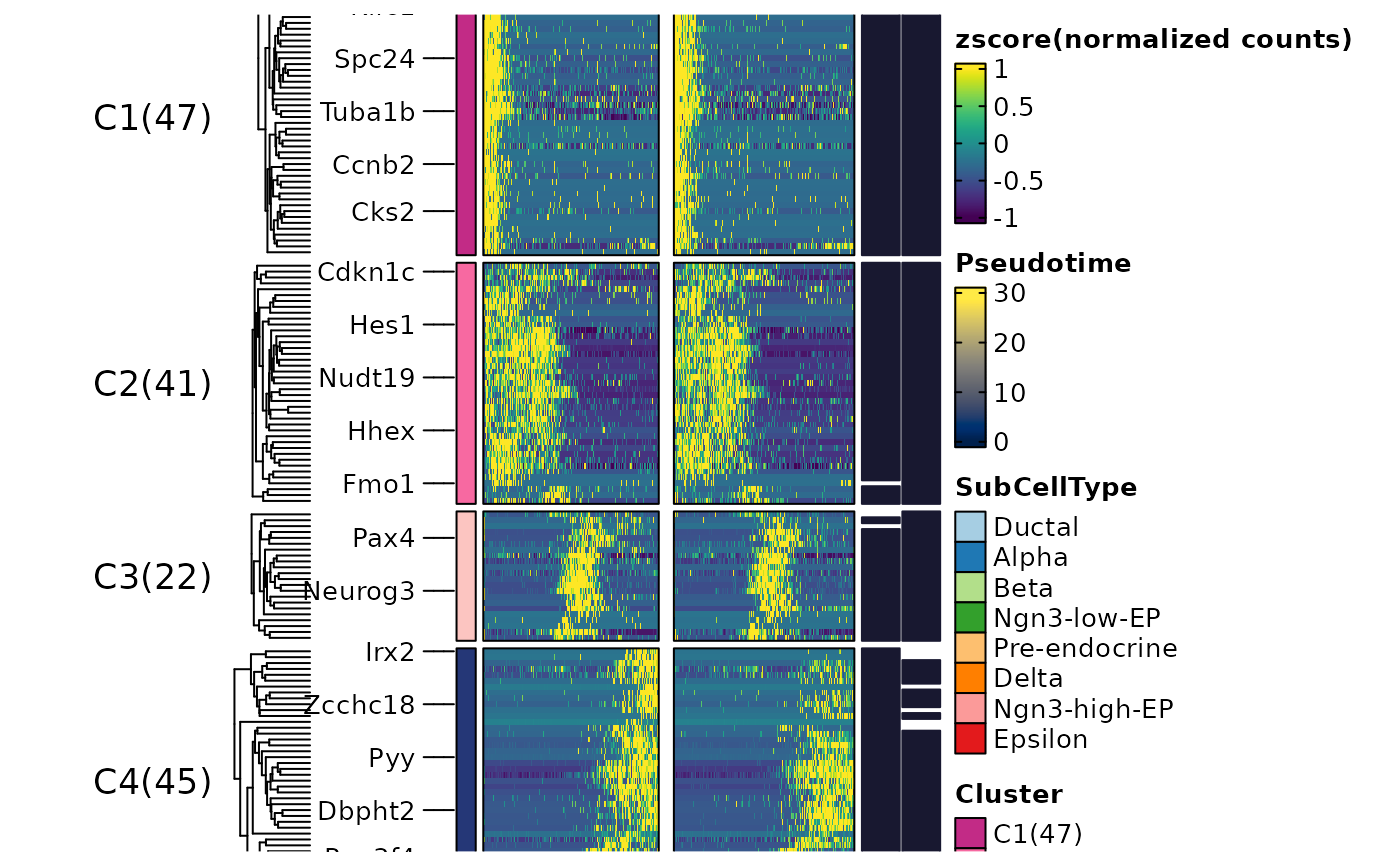 C1(47)
Spc24
Tuba1b
Ccnb2
Cks2
C2(41)
Cdkn1c
Hes1
Nudt19
Hhex
Fmo1
C3(22)
Pax4
Neurog3
C4(45)
Irx2
Zcchc18
Pyy
Dbpht2
zscore(normalized counts)
1
0.5
0
-0.5
-1
Pseudotime
30
20
10
0
SubCellType
Ductal
Alpha
Beta
Ngn3-low-EP
Pre-endocrine
Delta
Ngn3-high-EP
Epsilon
Cluster
C1(47)